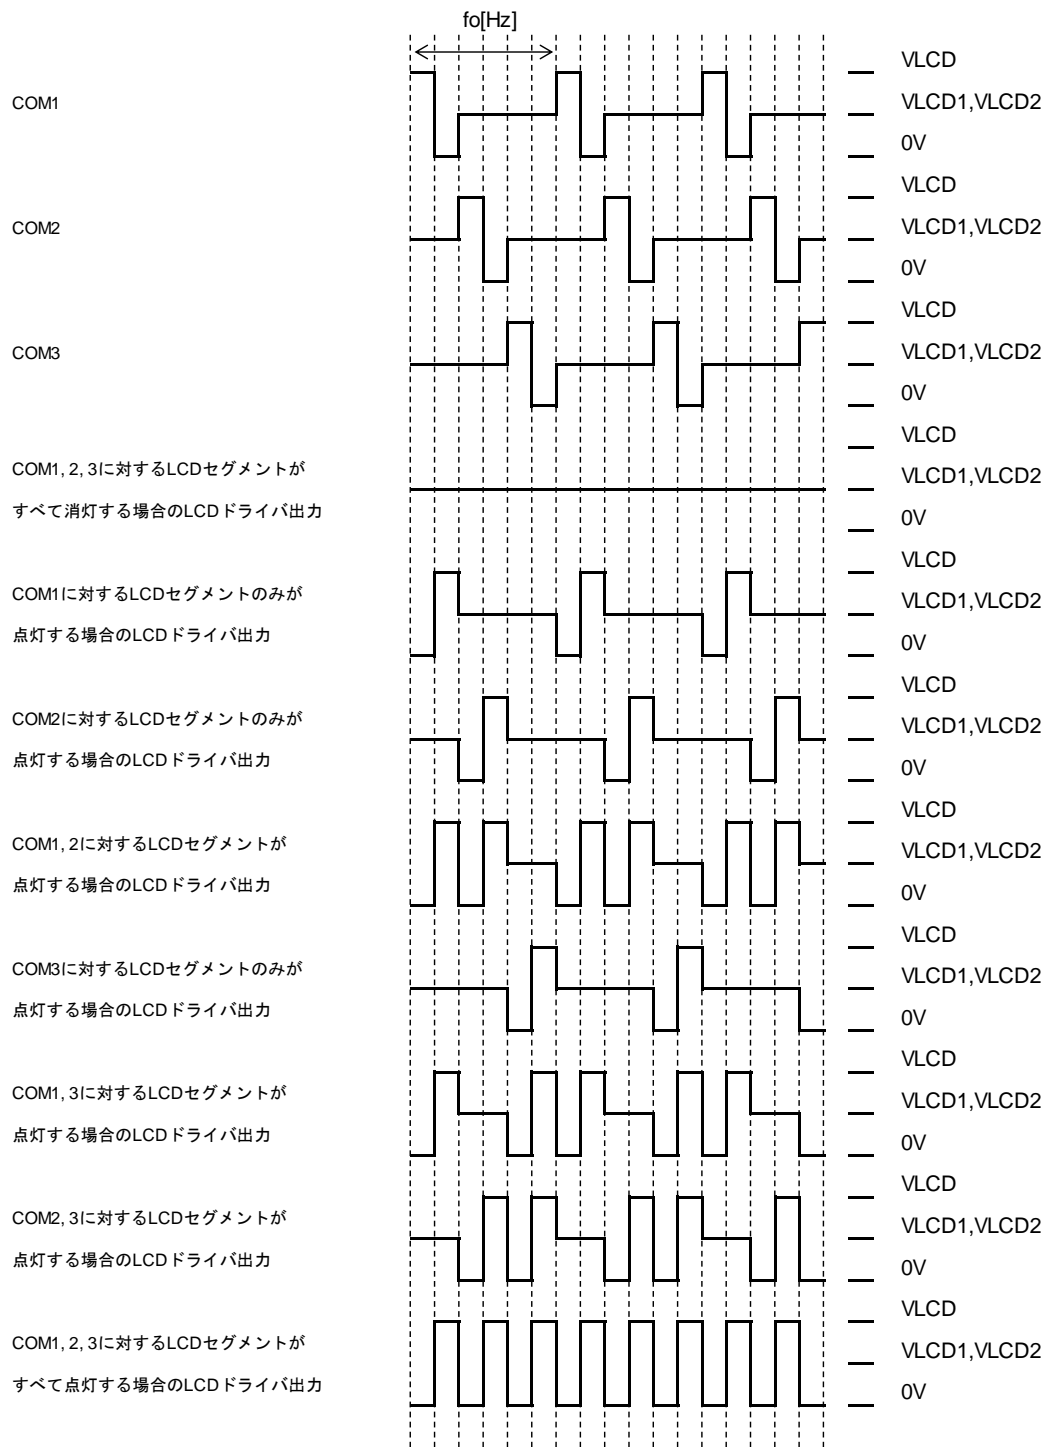 fo[Hz]
VLCD
COM1
VLCD1,VLCD2
0V
VLCD
COM2
VLCD1,VLCD2
0V
VLCD
COM3
VLCD1,VLCD2
0V
VLCD
COM1, 2, 3に対するLCDセグメントが
VLCD1,VLCD2
すべて消灯する場合のLCDドライバ出力
0V
VLCD
COM1に対するLCDセグメントのみが
VLCD1,VLCD2
点灯する場合のLCDドライバ出力
0V
VLCD
COM2に対するLCDセグメントのみが
VLCD1,VLCD2
点灯する場合のLCDドライバ出力
0V
VLCD
COM1, 2に対するLCDセグメントが
VLCD1,VLCD2
点灯する場合のLCDドライバ出力
0V
VLCD
COM3に対するLCDセグメントのみが
VLCD1,VLCD2
点灯する場合のLCDドライバ出力
0V
VLCD
COM1, 3に対するLCDセグメントが
VLCD1,VLCD2
点灯する場合のLCDドライバ出力
0V
VLCD
COM2, 3に対するLCDセグメントが
VLCD1,VLCD2
点灯する場合のLCDドライバ出力
0V
VLCD
COM1, 2, 3に対するLCDセグメントが
VLCD1,VLCD2
すべて点灯する場合のLCDドライバ出力
0V